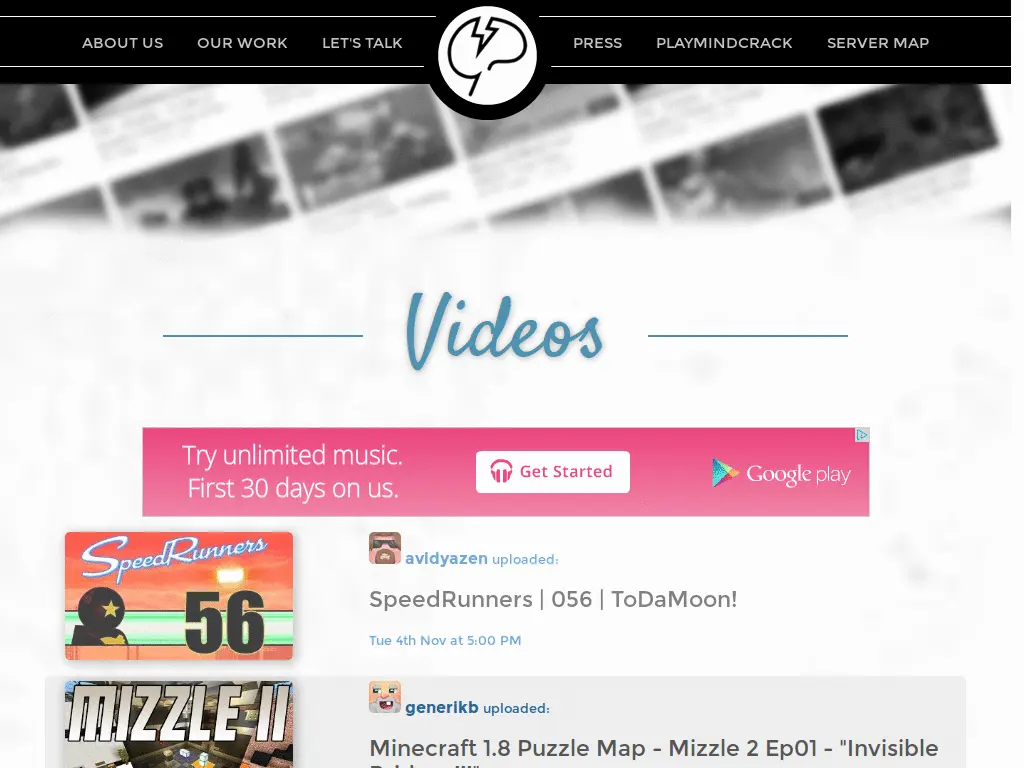 ABOUT US OUR WORK LET'S TALK PRESS PLAYMINDCRACK SERVER MAP
Videos
Try unlimited music.
First 30 days on us.
Get Started
Google play
SPEEDRUNNERS
56
avidyazen uploaded:
SpeedRunners | 056 | ToDaMoon!
Tue 4th Nov at 5:00 PM
MIZZLE II
generikb uploaded:
Minecraft 1.8 Puzzle Map - Mizzle 2 Ep01 - "Invisible